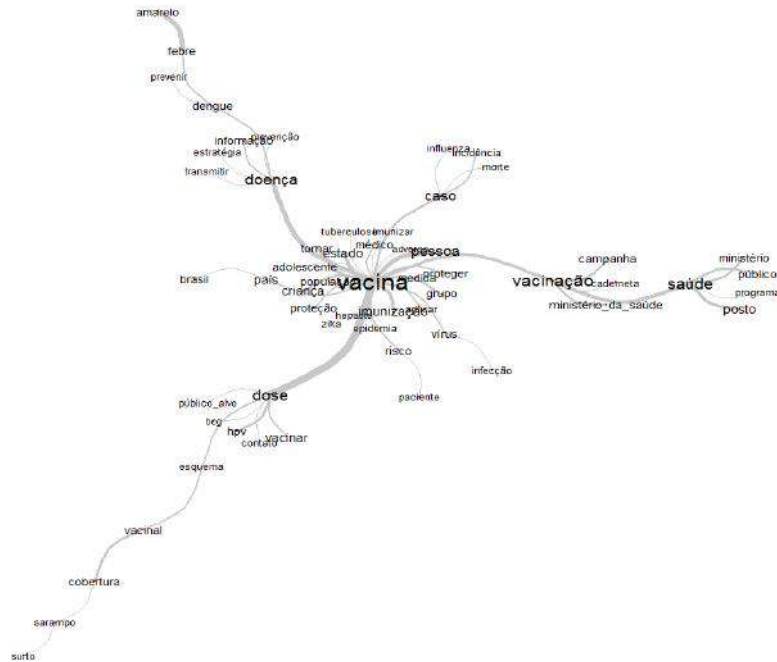 amarelo
febre
prevenir
dengue
prevenção
informação
estratégia
transmitir
doença
influenza
incidência
morte
caso
tuberculose
imunizar
médico
estado
tomar
pessoa
adolescente
brasil
país
criança
vacina
medida
proteger
grupo
proteção
zika
imunização
epidemia
vírus
risco
infecção
paciente
campanha
vacinação
caderneta
ministério_da_saúde
saúde
ministério
público
programa
posto
dose
público_alvo
bcg
hpv
contato
vacinar
esquema
vacinal
cobertura
sarampo
surto